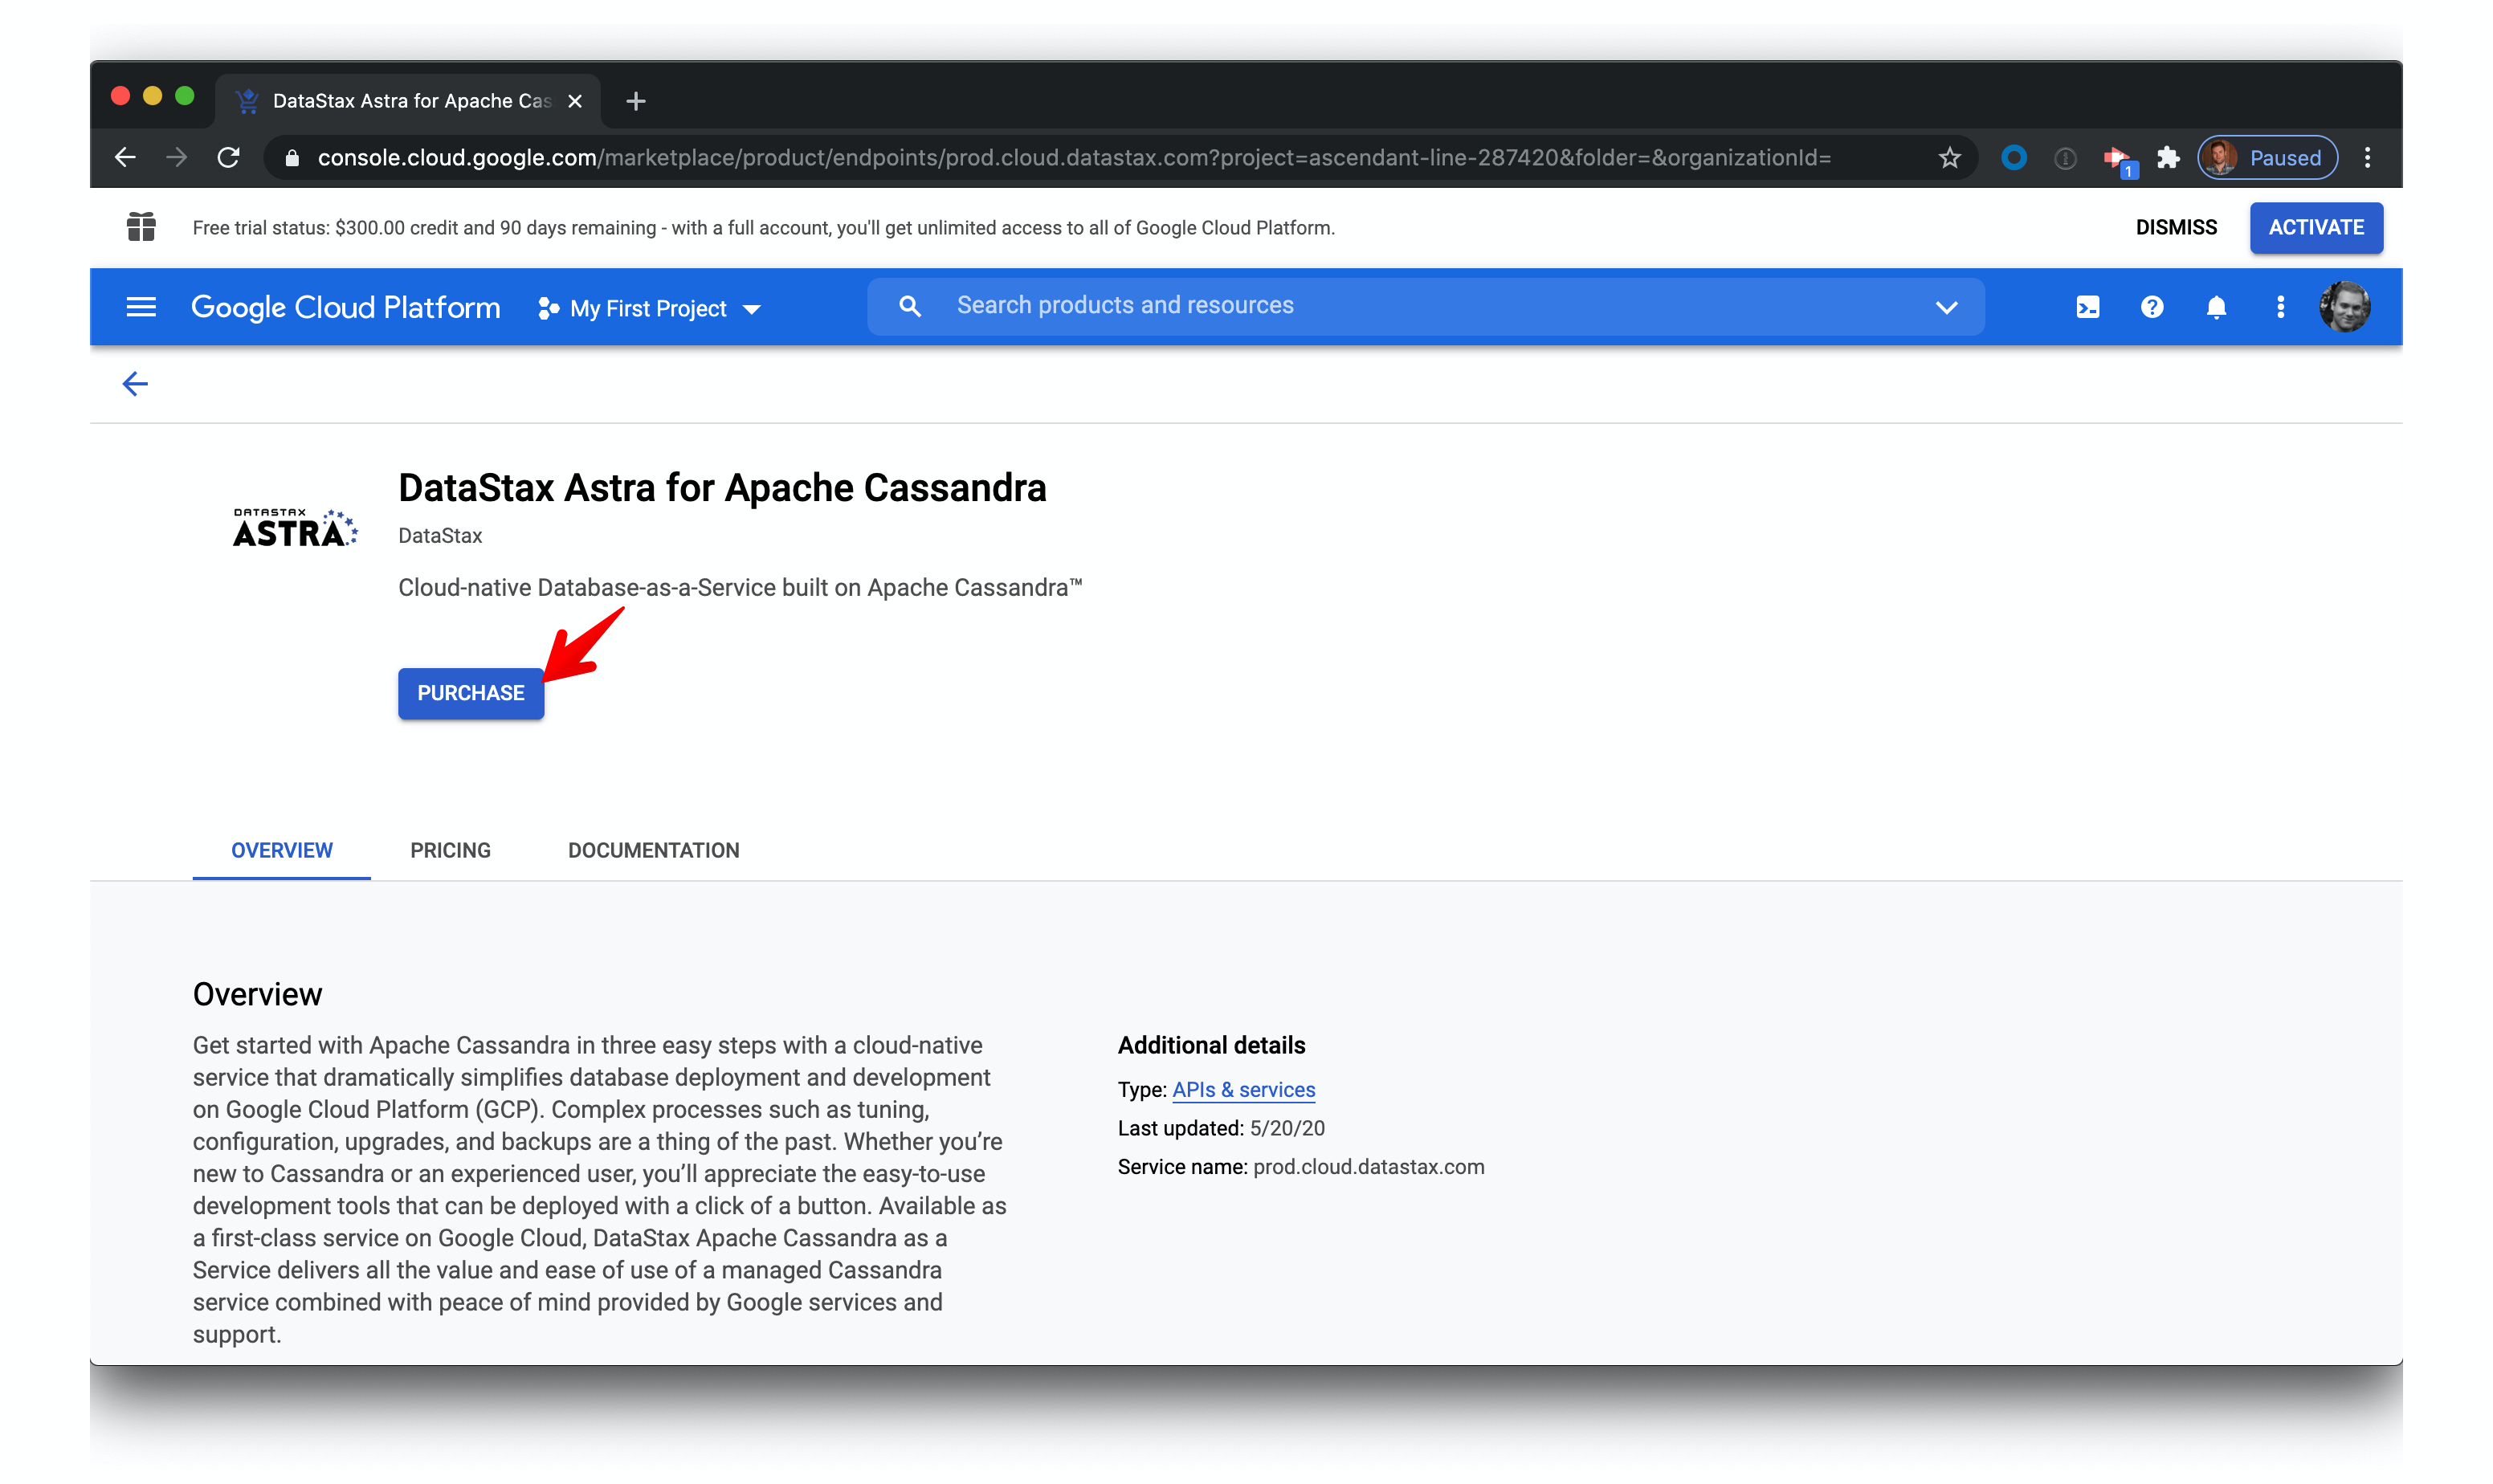 DataStax Astra for Apache Cas
console.cloud.google.com/marketplace/product/endpoints/prod.cloud.datastax.com?project=ascendant-line-287420&folder=&organizationId=
1
Paused
Free trial status: $300.00 credit and 90 days remaining - with a full account, you'll get unlimited access to all of Google Cloud Platform.
DISMISS
ACTIVATE
Google Cloud Platform
My First Project
Search products and resources
DATASTAX
ASTRA
DataStax Astra for Apache Cassandra
DataStax
Cloud-native Database-as-a-Service built on Apache Cassandra™
PURCHASE
OVERVIEW
PRICING
DOCUMENTATION
Overview
Get started with Apache Cassandra in three easy steps with a cloud-native
service that dramatically simplifies database deployment and development
on Google Cloud Platform (GCP). Complex processes such as tuning,
configuration, upgrades, and backups are a thing of the past. Whether you’re
new to Cassandra or an experienced user, you’ll appreciate the easy-to-use
development tools that can be deployed with a click of a button. Available as
a first-class service on Google Cloud, DataStax Apache Cassandra as a
Service delivers all the value and ease of use of a managed Cassandra
service combined with peace of mind provided by Google services and
support.
Additional details
Type: APIs & services
Last updated: 5/20/20
Service name: prod.cloud.datastax.com